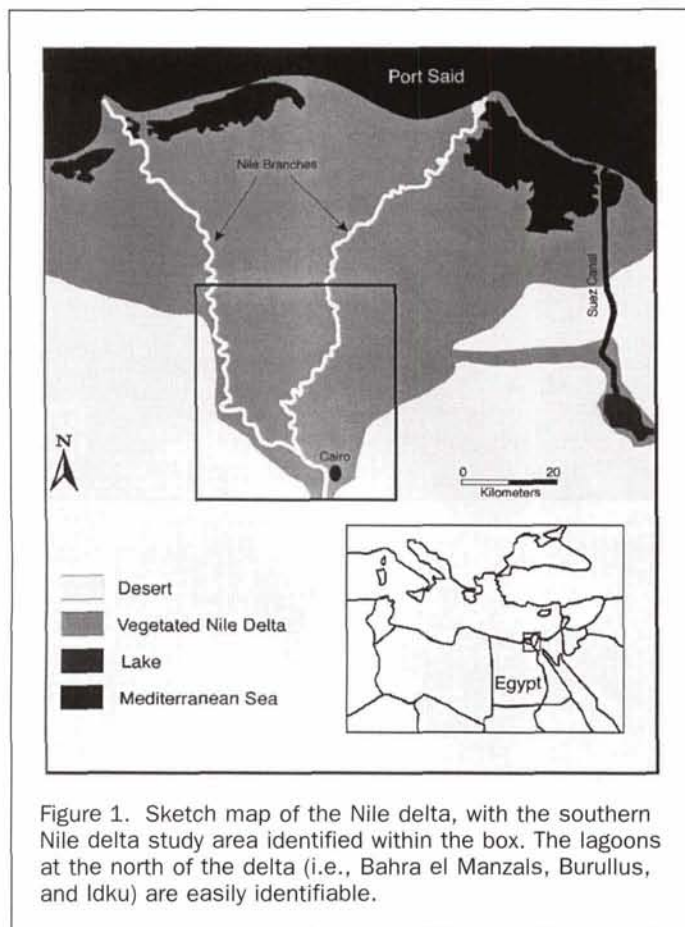 Port Said
Nile Branches
Suez Canal
N
Cairo
0 20
Kilometers
Desert
Vegetated Nile Delta
Lake
Mediterranean Sea
Egypt
Figure 1. Sketch map of the Nile delta, with the southern
Nile delta study area identified within the box. The lagoons
at the north of the delta (i.e., Bahra el Manzals, Burullus,
and Idku) are easily identifiable.